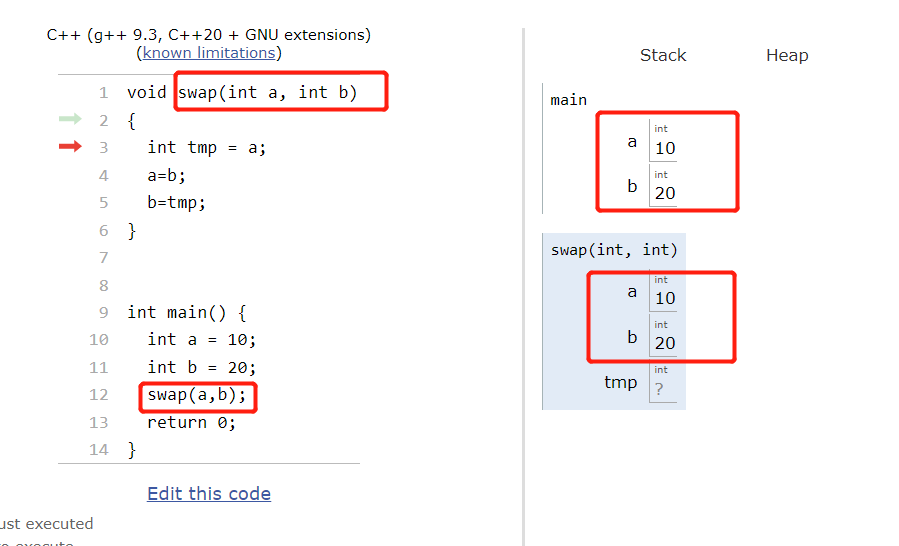 C++ (g++ 9.3, C++20 + GNU extensions)
(known limitations)
1 void swap(int a, int b)
2 {
3 int tmp = a;
4 a=b;
5 b=tmp;
6 }
7
8
9 int main() {
10 int a = 10;
11 int b = 20;
12 swap(a,b);
13 return 0;
14 }
Edit this code
ust executed
Stack Heap
main
int
a 10
int
b 20
swap(int, int)
int
a 10
int
b 20
int
tmp ?